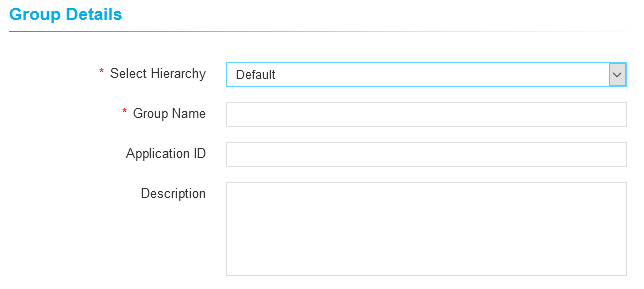 Group Details
* Select Hierarchy Default
* Group Name
Application ID
Description